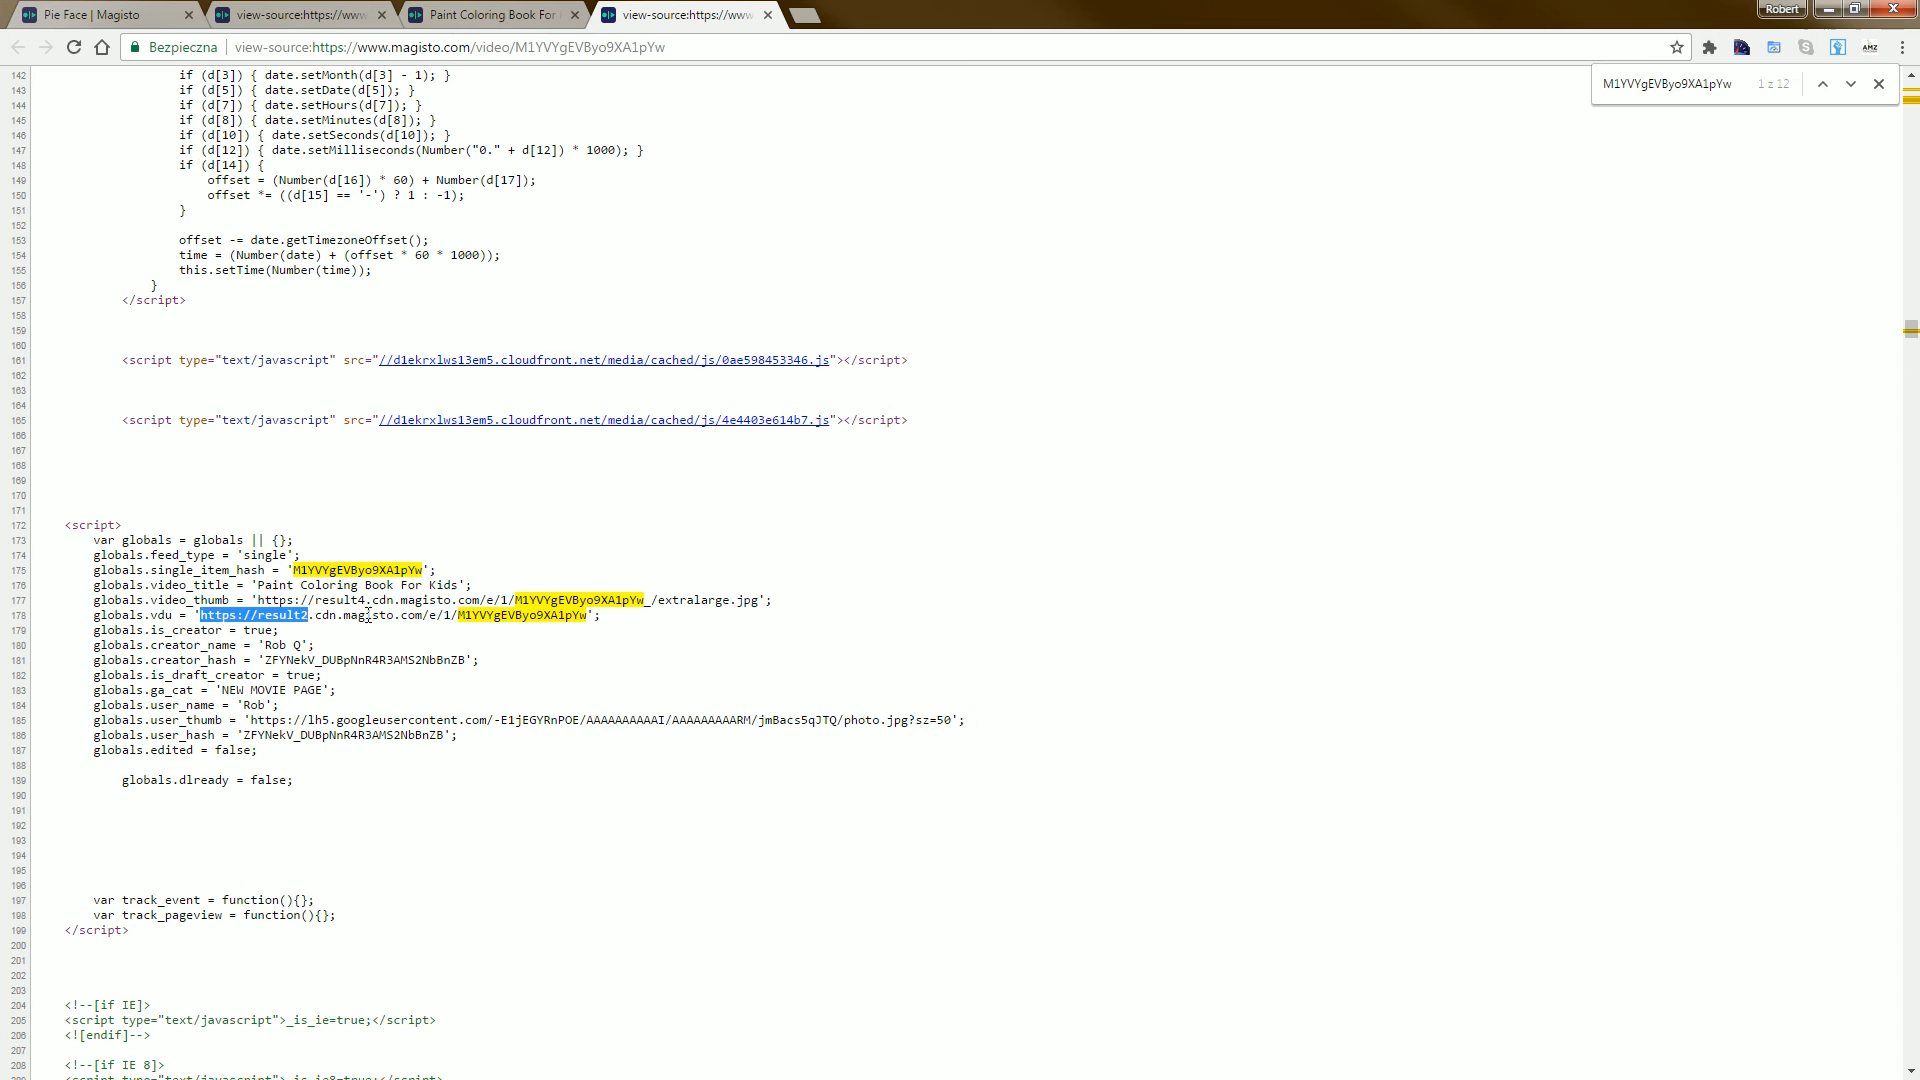 Pie Face | Magisto
view-source:https://www
Paint Coloring Book For
view-source:https://www
Robert
Bezpieczna
view-source:https://www.magisto.com/video/M1YVYgEVByo9XA1pYw
AMZ
M1YVYgEVByo9XA1pYw 1 z 12
142 if (d[3]) { date.setMonth(d[3] - 1); }
143 if (d[5]) { date.setDate(d[5]); }
144 if (d[7]) { date.setHours(d[7]); }
145 if (d[8]) { date.setMinutes(d[8]); }
146 if (d[10]) { date.setSeconds(d[10]); }
147 if (d[12]) { date.setMilliseconds(Number("0." + d[12]) * 1000); }
148 if (d[14]) {
149 offset = (Number(d[16]) * 60) + Number(d[17]);
150 offset *= ((d[15] == '-') ? 1 : -1);
151 }
152
153 offset -= date.getTimezoneOffset();
154 time = (Number(date) + (offset * 60 * 1000));
155 this.setTime(Number(time));
156 }
157 </script>
158
159
160
161 <script type="text/javascript" src="//d1ekrxlws13em5.cloudfront.net/media/cached/js/0ae598453346.js"></script>
162
163
164
165 <script type="text/javascript" src="//d1ekrxlws13em5.cloudfront.net/media/cached/js/4e4403e614b7.js"></script>
166
167
168
169
170
171
172 <script>
173 var globals = globals || {};
174 globals.feed_type = 'single';
175 globals.single_item_hash = 'M1YVYgEVByo9XA1pYw';
176 globals.video_title = 'Paint Coloring Book For Kids';
177 globals.video_thumb = 'https://result4.cdn.magisto.com/e/1/M1YVYgEVByo9XA1pYw_/extralarge.jpg';
178 globals.vdu = 'https://result2.cdn.magisto.com/e/1/M1YVYgEVByo9XA1pYw';
179 globals.is_creator = true;
180 globals.creator_name = 'Rob Q';
181 globals.creator_hash = 'ZFYNekV_DUBpNnR4R3AMS2NbBnZB';
182 globals.is_draft_creator = true;
183 globals.ga_cat = 'NEW MOVIE PAGE';
184 globals.user_name = 'Rob';
185 globals.user_thumb = 'https://lh5.googleusercontent.com/-E1jEGYRnPOE/AAAAAAAAAAI/AAAAAAAAARM/jmBacs5qJTQ/photo.jpg?sz=50';
186 globals.user_hash = 'ZFYNekV_DUBpNnR4R3AMS2NbBnZB';
187 globals.edited = false;
188
189 globals.dlready = false;
190
191
192
193
194
195
196
197 var track_event = function(){};
198 var track_pageview = function(){};
199 </script>
200
201
202
203
204 <!--[if IE]>
205 <script type="text/javascript">_is_ie=true;</script>
206 <![endif]-->
207
208 <!--[if IE 8]>
209 <script type="text/javascript">_is_ie8=true;</script>